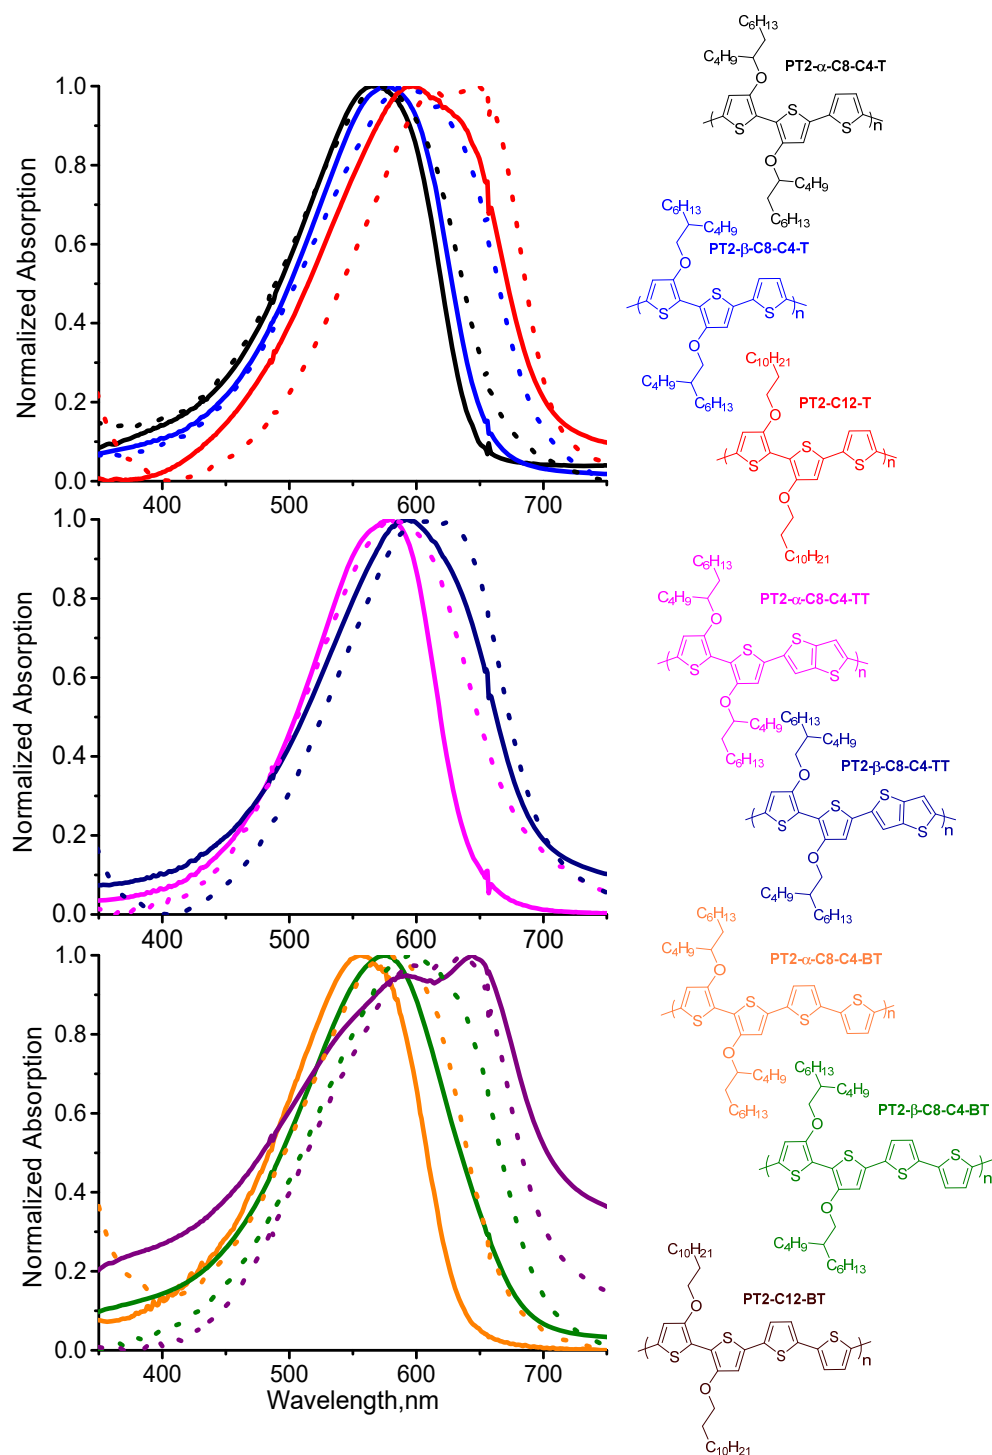 Normalized Absorption
1.0
0.8
0.6
0.4
0.2
0.0
400
500
600
700
Normalized Absorption
1.0
0.8
0.6
0.4
0.2
0.0
400
500
600
700
Normalized Absorption
1.0
0.8
0.6
0.4
0.2
0.0
400
500
600
700
Wavelength,nm
C6H13
C4H9
PT2-α-C8-C4-T
O
S
S
S
n
O
C4H9
C6H13
C6H13
C4H9
PT2-β-C8-C4-T
O
S
S
S
n
O
C4H9
C6H13
C10H21
PT2-C12-T
O
S
S
S
n
O
C10H21
C6H13
C4H9
PT2-α-C8-C4-TT
O
S
S
S
S
n
O
C4H9
C6H13
C6H13
C4H9
PT2-β-C8-C4-TT
O
S
S
S
S
n
O
C4H9
C6H13
C6H13
C4H9
PT2-α-C8-C4-BT
O
S
S
S
S
n
O
C4H9
C6H13
C6H13
C4H9
PT2-β-C8-C4-BT
O
S
S
S
S
n
O
C4H9
C6H13
C10H21
PT2-C12-BT
O
S
S
S
S
n
O
C10H21